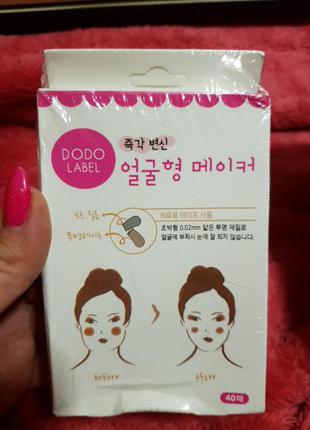 DODO
LABEL
즉각 변신
얼굴형 메이커
의료용 테이프 사용
초박형 0.02mm 얇은 투명 재질로
얼굴에 부착시 눈에 잘 띄지 않습니다.
before
after
40매